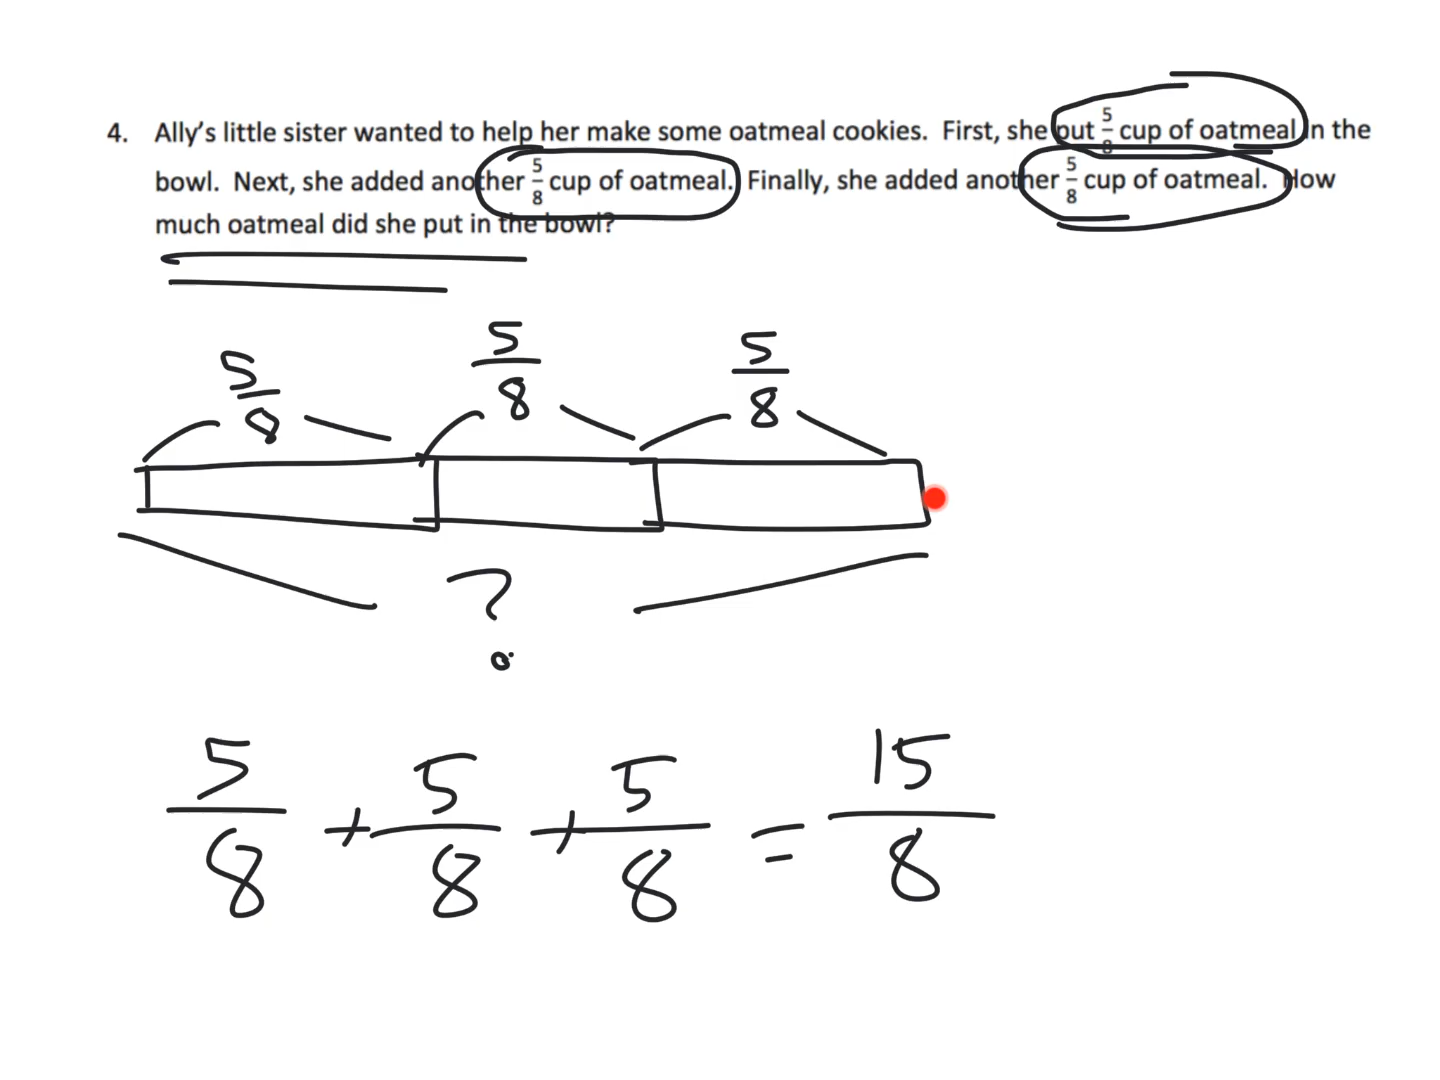 4. Ally's little sister wanted to help her make some oatmeal cookies. First, she put 5/8 cup of oatmeal in the
bowl. Next, she added another 5/8 cup of oatmeal. Finally, she added another 5/8 cup of oatmeal. How
much oatmeal did she put in the bowl?
5/8 5/8 5/8
?
5/8 + 5/8 + 5/8 = 15/8